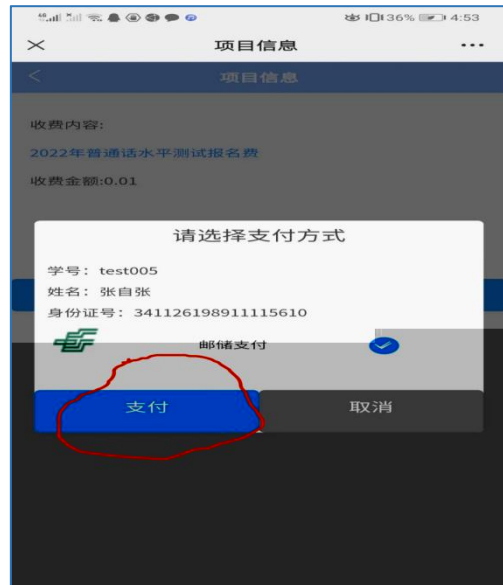 36% 4:53
项目信息
项目信息
收费内容:
2022年普通话水平测试报名费
收费金额:0.01
请选择支付方式
学号: test005
姓名: 张自张
身份证号: 341126198911115610
邮储支付
支付 取消